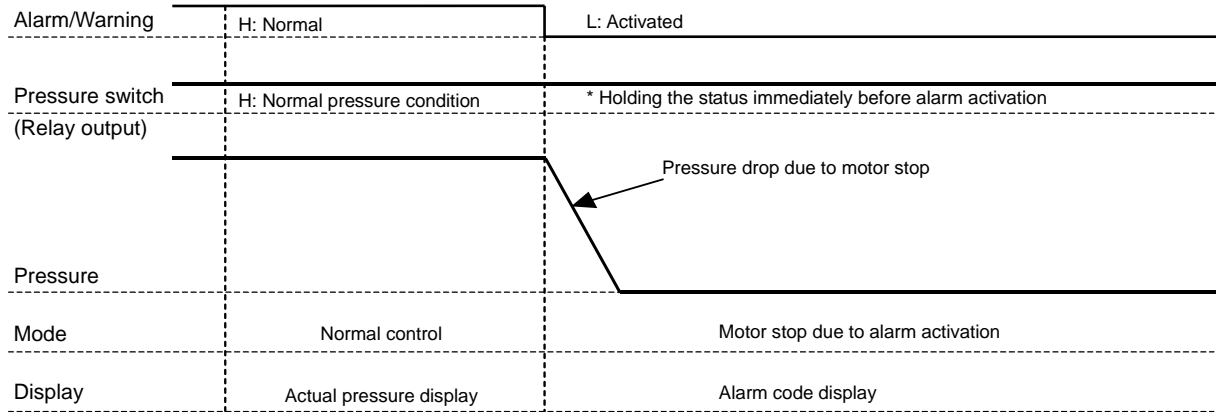 Alarm/Warning
H: Normal
L: Activated
Pressure switch
(Relay output)
H: Normal pressure condition
* Holding the status immediately before alarm activation
Pressure drop due to motor stop
Pressure
Mode
Normal control
Motor stop due to alarm activation
Display
Actual pressure display
Alarm code display